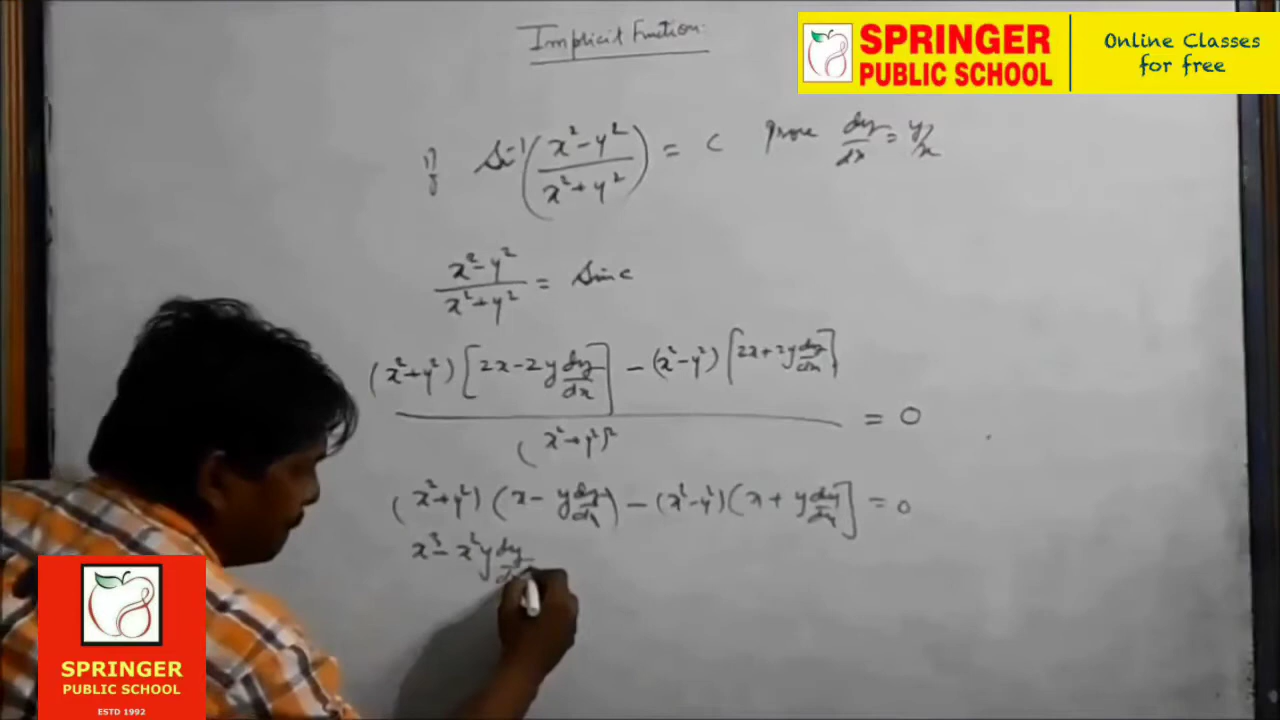 Implicit Function
SPRINGER
PUBLIC SCHOOL
Online Classes
for free
If Sin⁻¹((x²-y²)/(x²+y²)) = c Prove dy/dx = y/x
(x²-y²)/(x²+y²) = Sin c
((x²+y²)[2x-2y dy/dx] - (x²-y²)[2x+2y dy/dx])/(x²+y²)² = 0
(x²+y²)(x - y dy/dx) - (x²-y²)(x + y dy/dx] = 0
x³ - x²y dy/dx
SPRINGER
PUBLIC SCHOOL
ESTD 1992